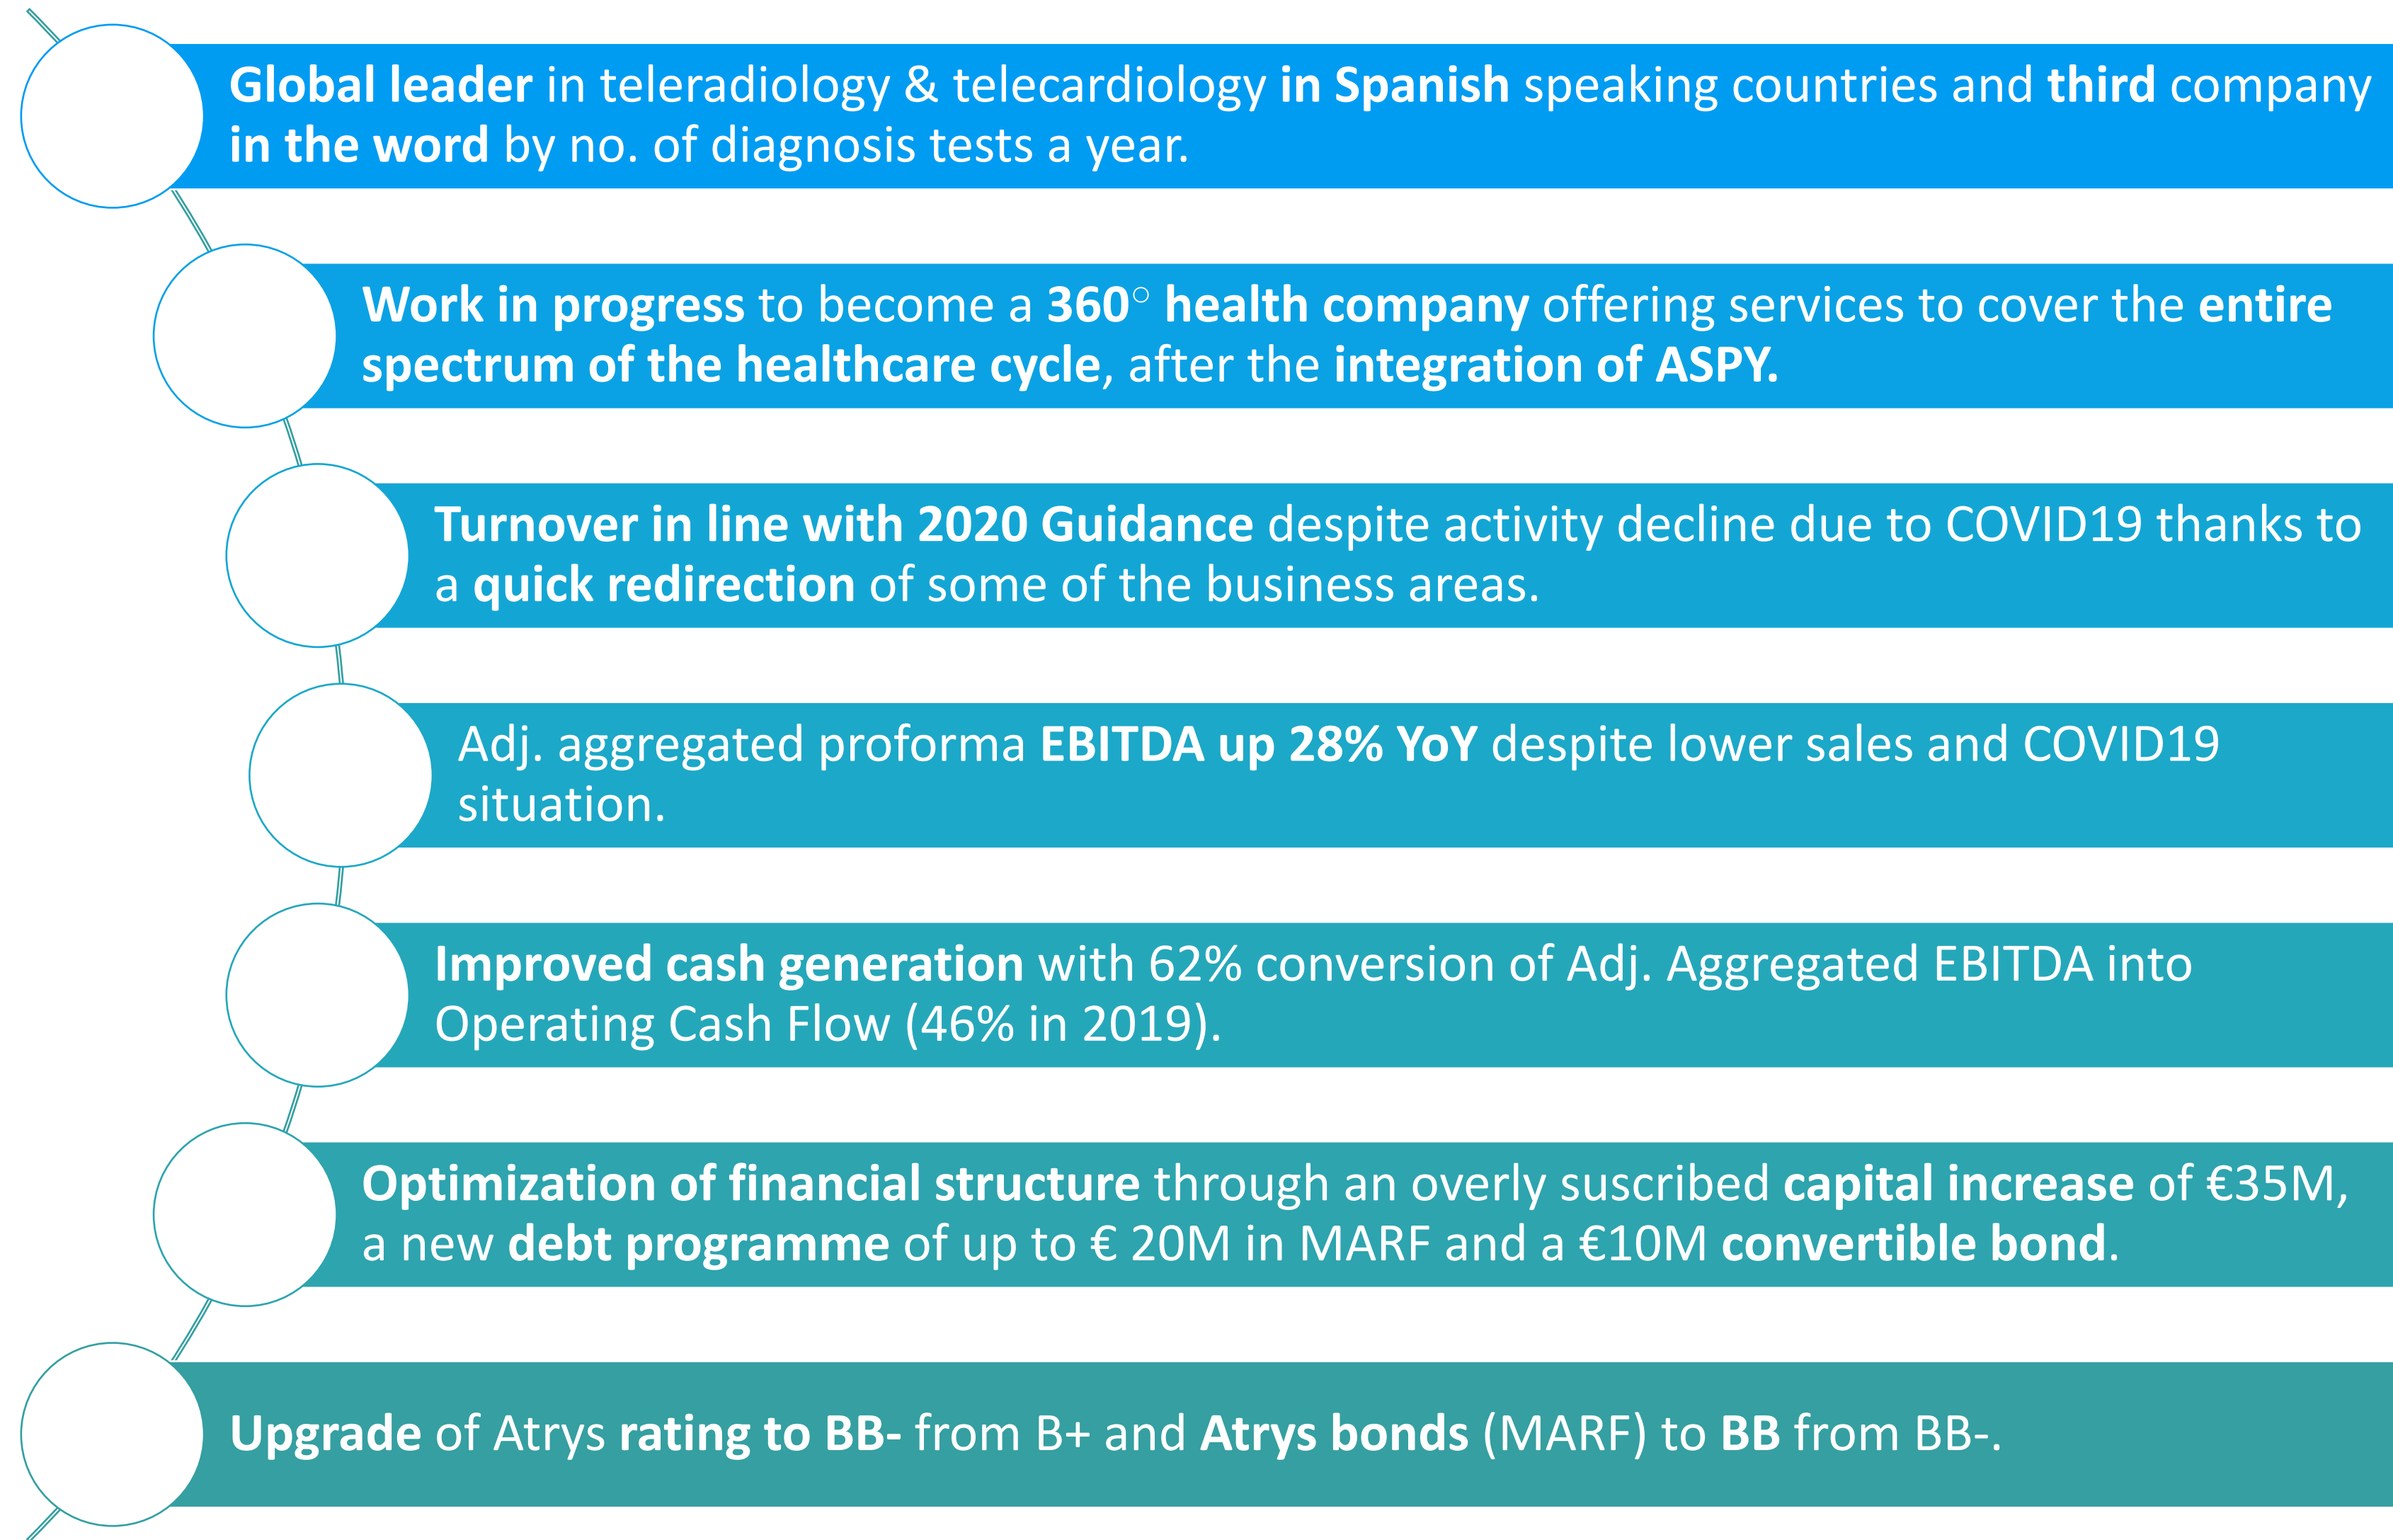 Global leader in teleradiology & telecardiology in Spanish speaking countries and third company
in the word by no. of diagnosis tests a year.
Work in progress to become a 360○ health company offering services to cover the entire
spectrum of the healthcare cycle, after the integration of ASPY.
Turnover in line with 2020 Guidance despite activity decline due to COVID19 thanks to
a quick redirection of some of the business areas.
Adj. aggregated proforma EBITDA up 28% YoY despite lower sales and COVID19
situation.
Improved cash generation with 62% conversion of Adj. Aggregated EBITDA into
Operating Cash Flow (46% in 2019).
Optimization of financial structure through an overly suscribed capital increase of €35M,
a new debt programme of up to € 20M in MARF and a €10M convertible bond.
Upgrade of Atrys rating to BB- from B+ and Atrys bonds (MARF) to BB from BB-.